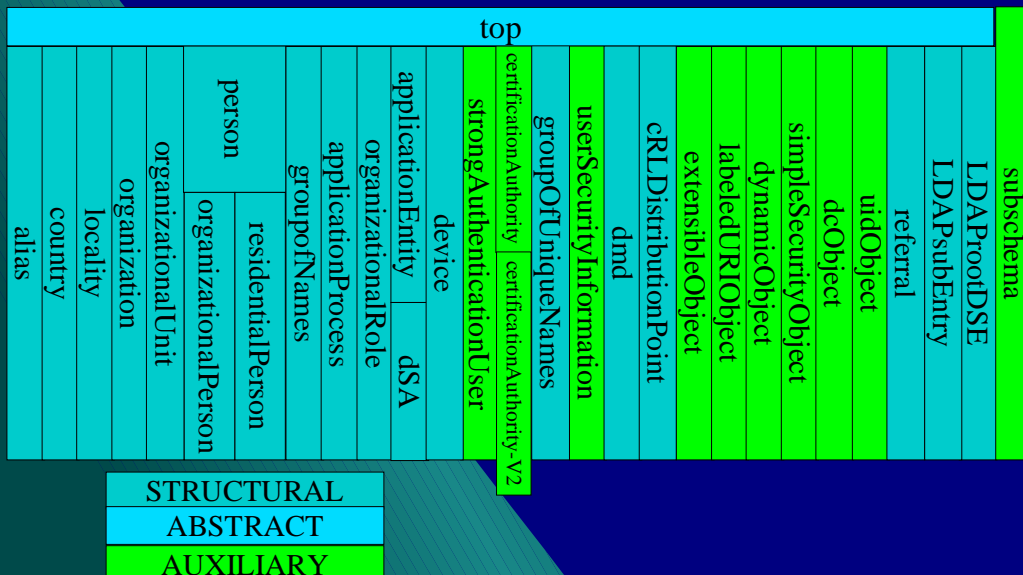 top
alias
country
locality
organization
organizationalUnit
person
organizationalPerson
residentialPerson
groupofNames
applicationProcess
organizationalRole
applicationEntity
dSA
device
strongAuthenticationUser
certificationAuthority
certificationAuthority-V2
groupOfUniqueNames
userSecurityInformation
dmd
cRLDistributionPoint
extensibleObject
labeledURIObject
dynamicObject
simpleSecurityObject
dcObject
uidObject
referral
LDAPsubEntry
LDAProotDSE
subschema
STRUCTURAL
ABSTRACT
AUXILIARY